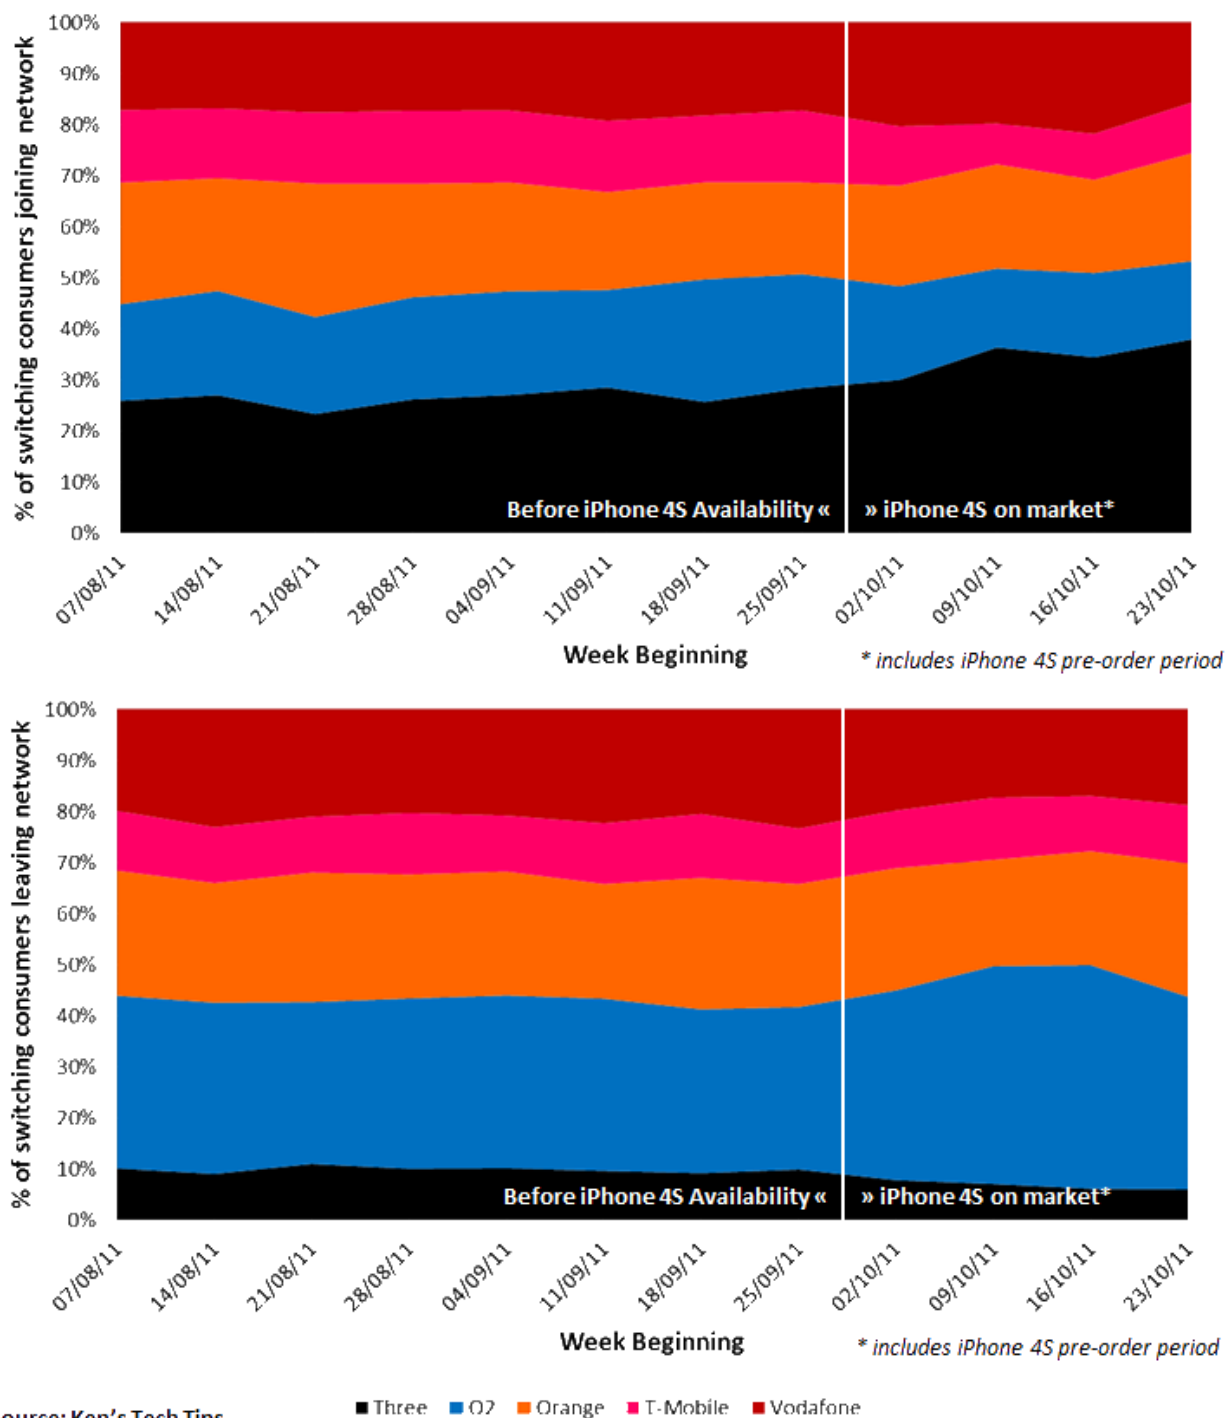 100%
90%
80%
70%
60%
50%
40%
30%
20%
10%
0%
% of switching consumers joining network
Before iPhone 4S Availability « » iPhone 4S on market*
07/08/11 14/08/11 21/08/11 28/08/11 04/09/11 11/09/11 18/09/11 25/09/11 02/10/11 09/10/11 16/10/11 23/10/11
Week Beginning
* includes iPhone 4S pre-order period
100%
90%
80%
70%
60%
50%
40%
30%
20%
10%
0%
% of switching consumers leaving network
Before iPhone 4S Availability « » iPhone 4S on market*
07/08/11 14/08/11 21/08/11 28/08/11 04/09/11 11/09/11 18/09/11 25/09/11 02/10/11 09/10/11 16/10/11 23/10/11
Week Beginning
* includes iPhone 4S pre-order period
Three O2 Orange T-Mobile Vodafone
ource: Ken's Tech Tips